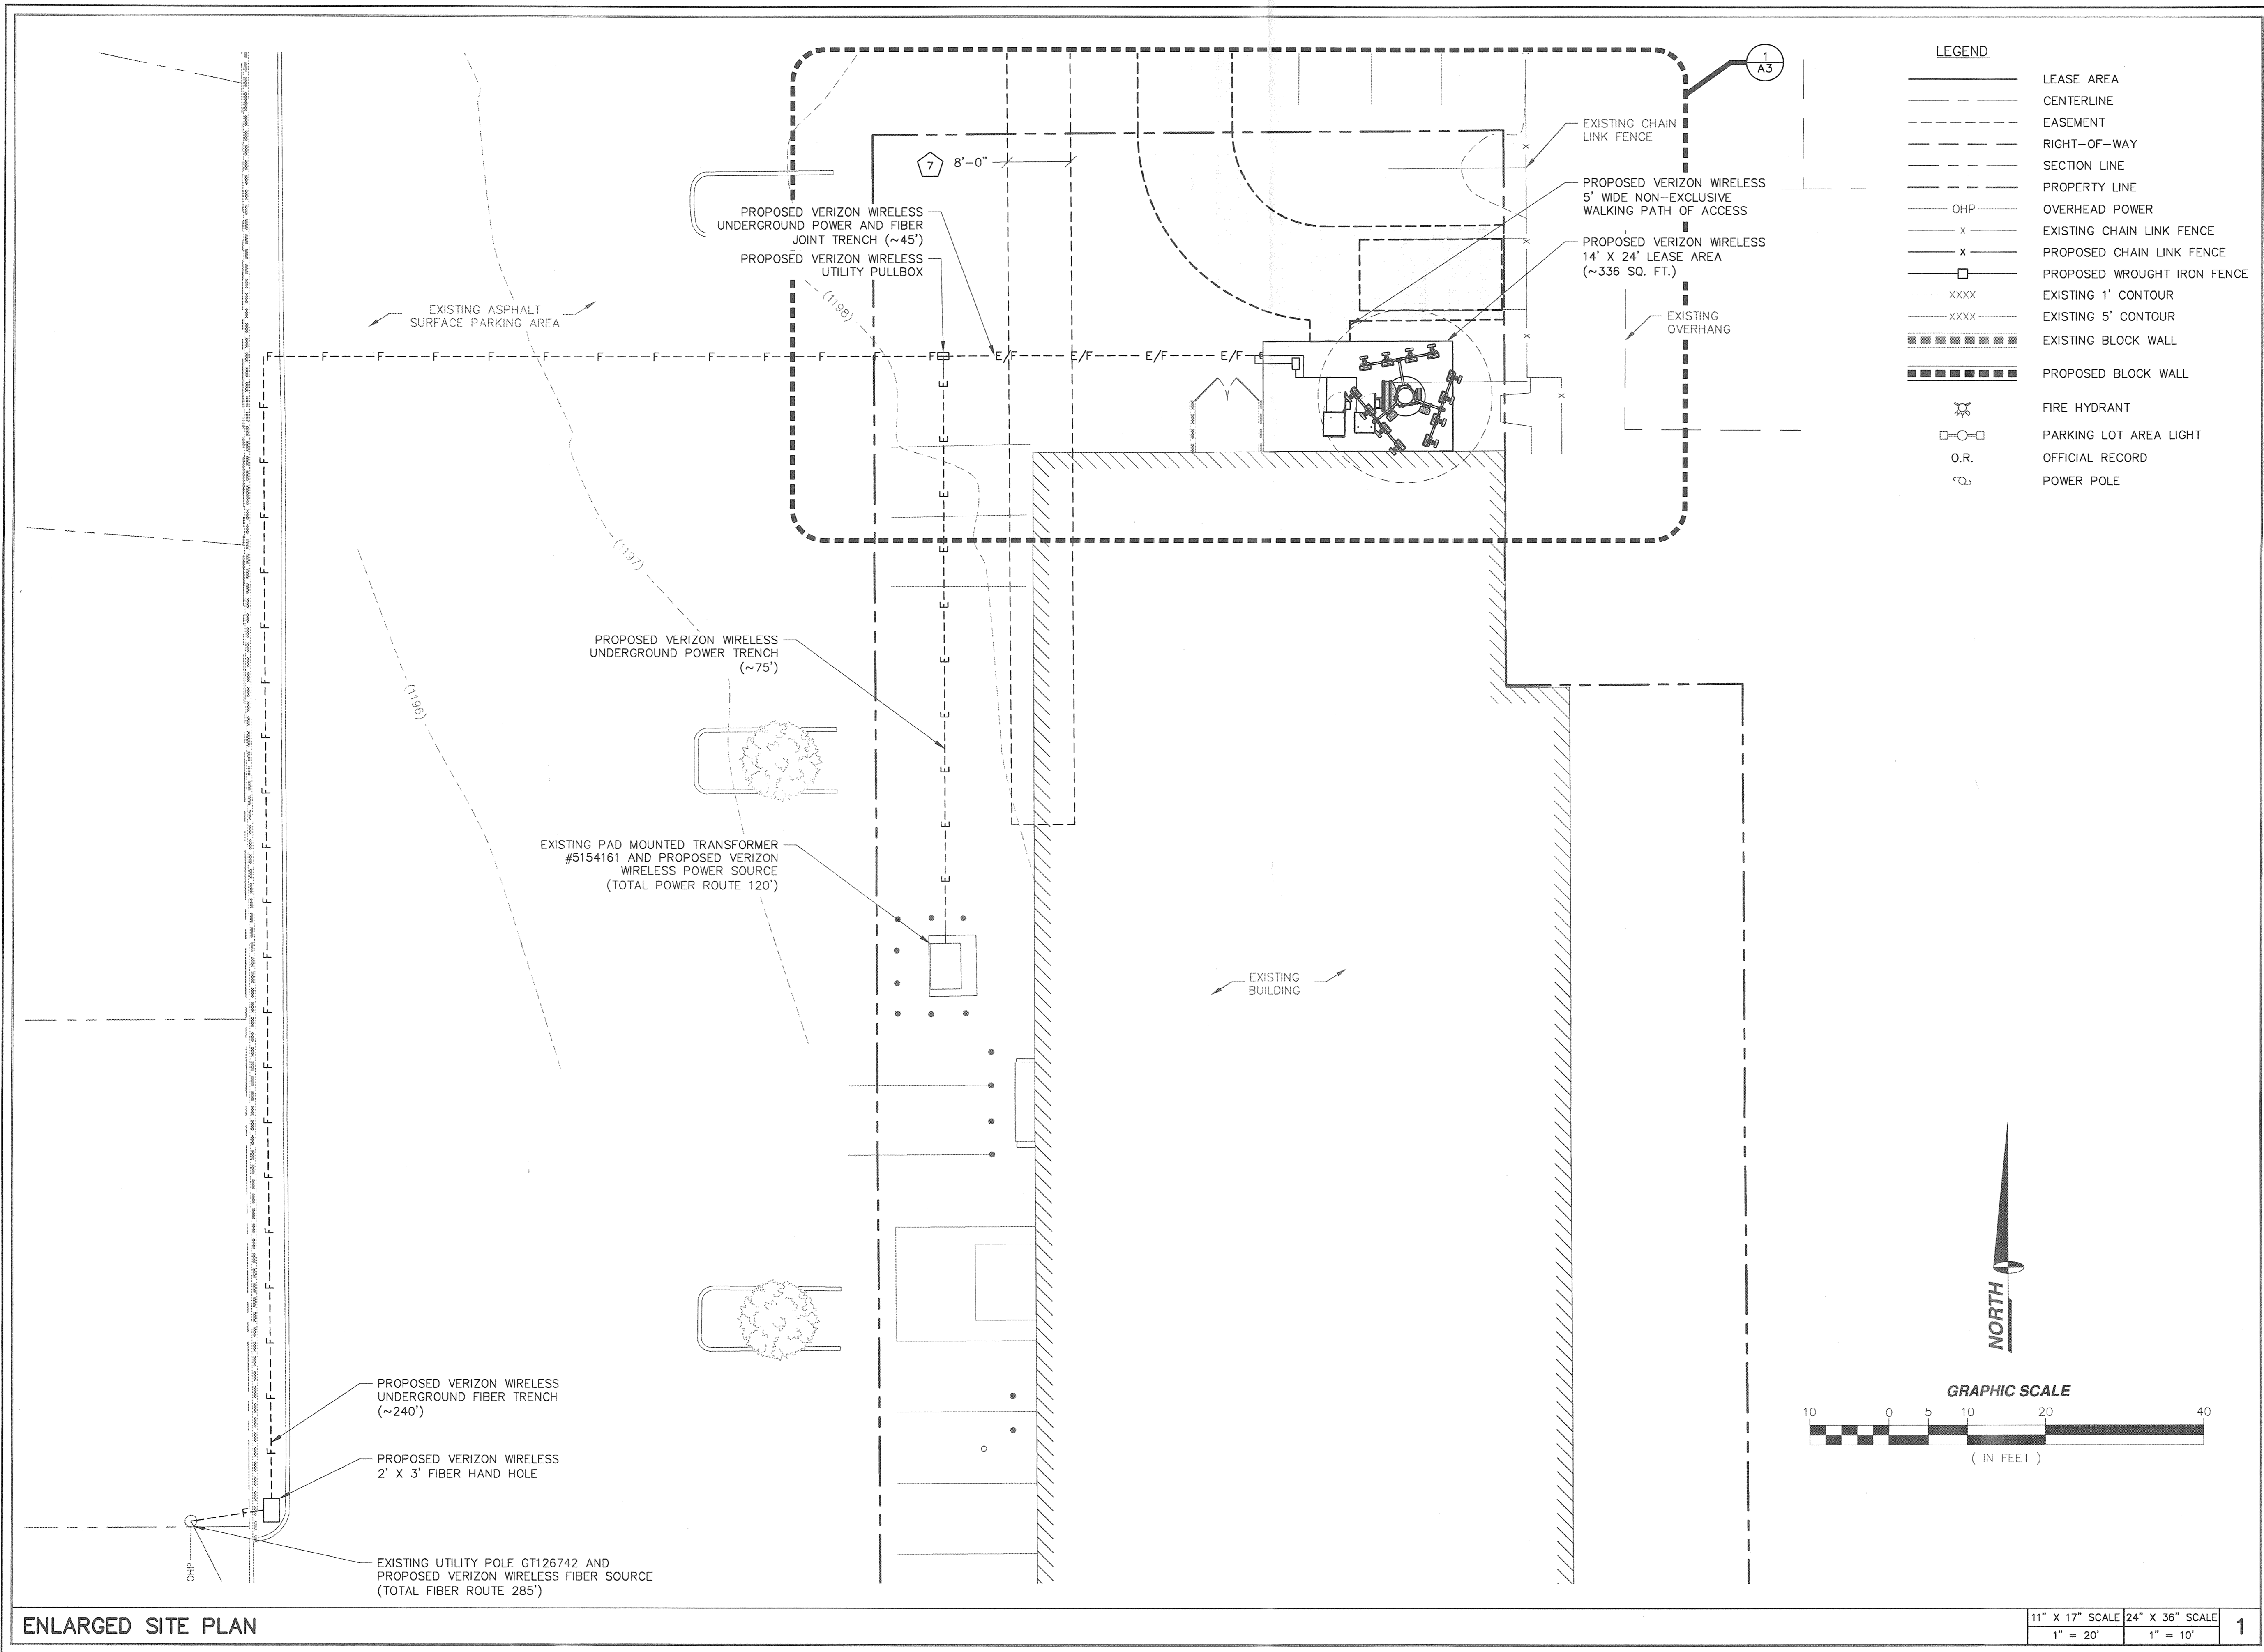 1
A3
LEGEND
LEASE AREA
CENTERLINE
EASEMENT
RIGHT-OF-WAY
SECTION LINE
PROPERTY LINE
OHP
OVERHEAD POWER
x
EXISTING CHAIN LINK FENCE
x
PROPOSED CHAIN LINK FENCE
PROPOSED WROUGHT IRON FENCE
XXXX
EXISTING 1' CONTOUR
XXXX
EXISTING 5' CONTOUR
EXISTING BLOCK WALL
PROPOSED BLOCK WALL
FIRE HYDRANT
PARKING LOT AREA LIGHT
O.R.
OFFICIAL RECORD
POWER POLE
EXISTING CHAIN
LINK FENCE
7
8'-0"
PROPOSED VERIZON WIRELESS
5' WIDE NON-EXCLUSIVE
WALKING PATH OF ACCESS
PROPOSED VERIZON WIRELESS
UNDERGROUND POWER AND FIBER
JOINT TRENCH (~45')
PROPOSED VERIZON WIRELESS
UTILITY PULLBOX
PROPOSED VERIZON WIRELESS
14' X 24' LEASE AREA
(~336 SQ. FT.)
(1198)
EXISTING ASPHALT
SURFACE PARKING AREA
EXISTING
OVERHANG
F F F F F F F F F F F F E/F E/F E/F E/F
(1197)
PROPOSED VERIZON WIRELESS
UNDERGROUND POWER TRENCH
(~75')
(1196)
EXISTING PAD MOUNTED TRANSFORMER
#5154161 AND PROPOSED VERIZON
WIRELESS POWER SOURCE
(TOTAL POWER ROUTE 120')
EXISTING
BUILDING
NORTH
PROPOSED VERIZON WIRELESS
UNDERGROUND FIBER TRENCH
(~240')
PROPOSED VERIZON WIRELESS
2' X 3' FIBER HAND HOLE
GRAPHIC SCALE
10 0 5 10 20 40
( IN FEET )
OHP
EXISTING UTILITY POLE GT126742 AND
PROPOSED VERIZON WIRELESS FIBER SOURCE
(TOTAL FIBER ROUTE 285')
ENLARGED SITE PLAN
11" X 17" SCALE
1" = 20'
24" X 36" SCALE
1" = 10'
1